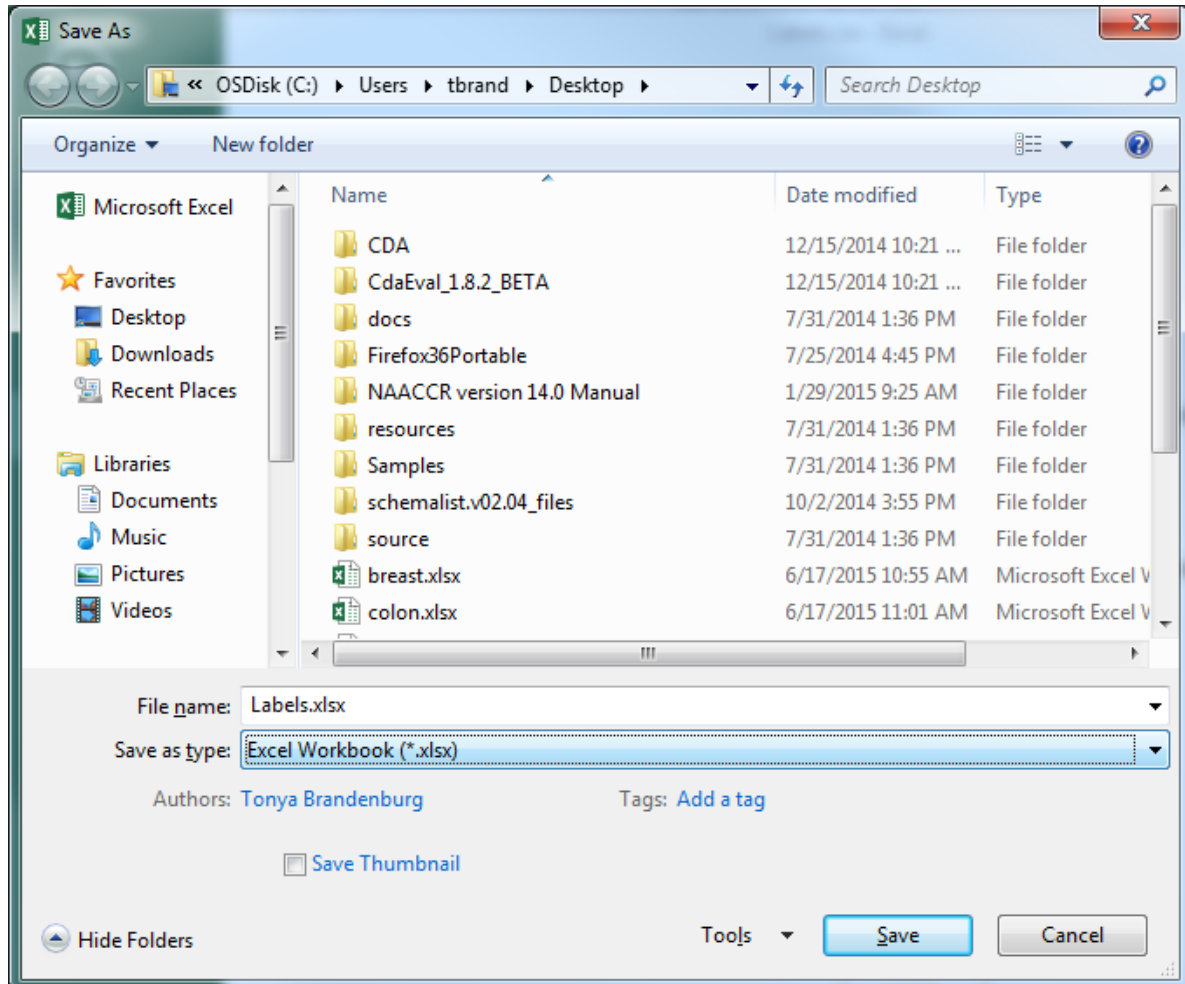 Save As
« OSDisk (C:) Users tbrand Desktop Search Desktop
Organize New folder
Microsoft Excel
Favorites
Desktop
Downloads
Recent Places
Libraries
Documents
Music
Pictures
Videos
Name Date modified Type
CDA 12/15/2014 10:21 ... File folder
CdaEval_1.8.2_BETA 12/15/2014 10:21 ... File folder
docs 7/31/2014 1:36 PM File folder
Firefox36Portable 7/25/2014 4:45 PM File folder
NAACCR version 14.0 Manual 1/29/2015 9:25 AM File folder
resources 7/31/2014 1:36 PM File folder
Samples 7/31/2014 1:36 PM File folder
schemalist.v02.04_files 10/2/2014 3:55 PM File folder
source 7/31/2014 1:36 PM File folder
breast.xlsx 6/17/2015 10:55 AM Microsoft Excel W
colon.xlsx 6/17/2015 11:01 AM Microsoft Excel W
File name: Labels.xlsx
Save as type: Excel Workbook (*.xlsx)
Authors: Tonya Brandenburg Tags: Add a tag
Save Thumbnail
Hide Folders Tools Save Cancel